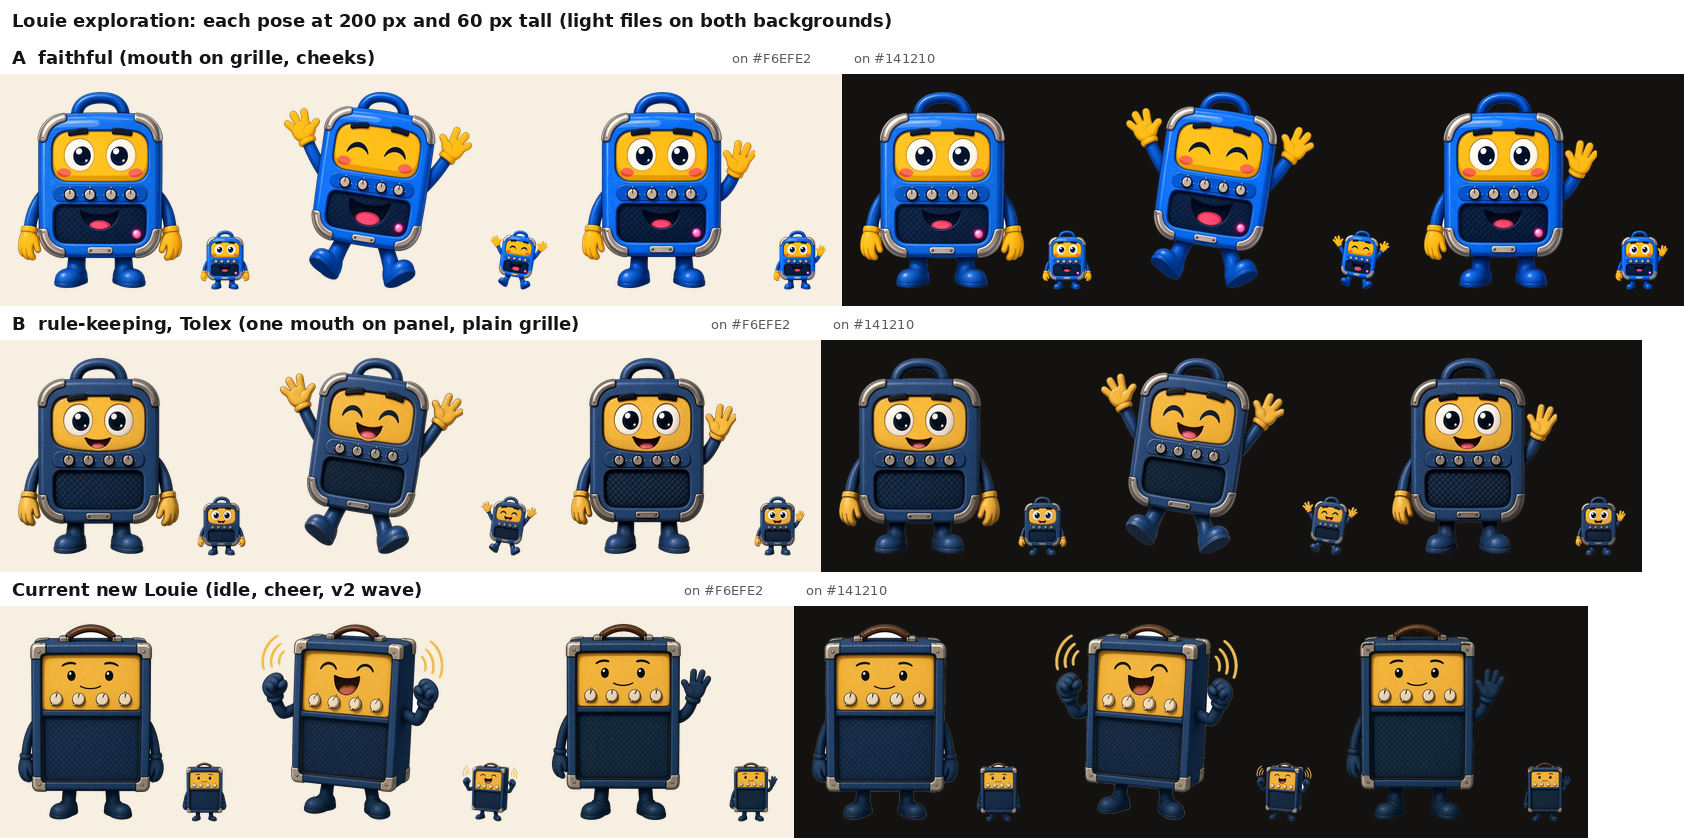 Louie exploration: each pose at 200 px and 60 px tall (light files on both backgrounds)
A faithful (mouth on grille, cheeks) on #F6EFE2 on #141210
B rule-keeping, Tolex (one mouth on panel, plain grille) on #F6EFE2 on #141210
Current new Louie (idle, cheer, v2 wave) on #F6EFE2 on #141210